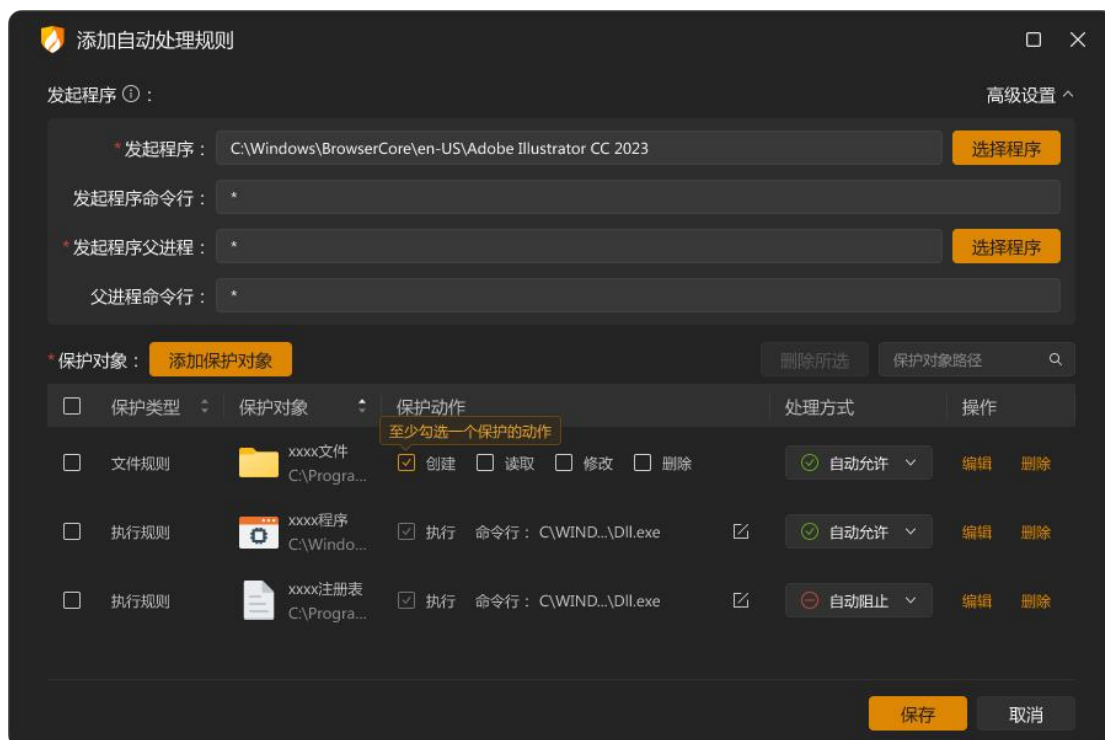 添加自动处理规则
发起程序 ⓘ： 高级设置
*发起程序： C:\Windows\BrowserCore\en-US\Adobe Illustrator CC 2023 选择程序
发起程序命令行： *
*发起程序父进程： * 选择程序
父进程命令行： *
*保护对象： 添加保护对象 删除所选 保护对象路径
保护类型 保护对象 保护动作 处理方式 操作
至少勾选一个保护的动作
文件规则 xxxx文件 创建 读取 修改 删除 自动允许 编辑 删除
C:\Progra...
执行规则 xxxx程序 执行 命令行：C\WIND...\Dll.exe 自动允许 编辑 删除
C:\Windo...
执行规则 xxxx注册表 执行 命令行：C\WIND...\Dll.exe 自动阻止 编辑 删除
C:\Progra...
保存 取消